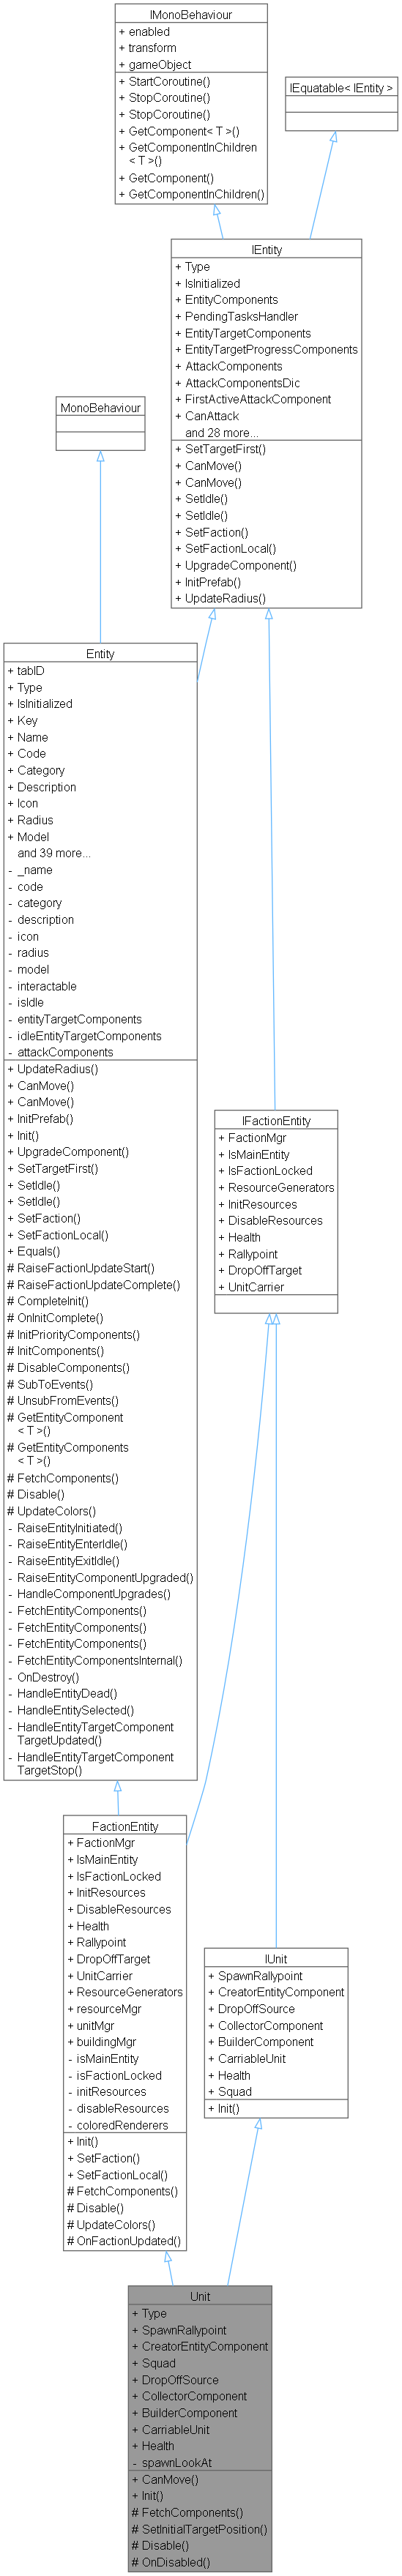 IMonoBehaviour
+ enabled
+ transform
+ gameObject
+ StartCoroutine()
+ StopCoroutine()
+ StopCoroutine()
+ GetComponent< T >()
+ GetComponentInChildren
< T >()
+ GetComponent()
+ GetComponentInChildren()
IEquatable< IEntity >
IEntity
+ Type
+ IsInitialized
+ EntityComponents
+ PendingTasksHandler
+ EntityTargetComponents
+ EntityTargetProgressComponents
+ AttackComponents
+ AttackComponentsDic
+ FirstActiveAttackComponent
+ CanAttack
and 28 more...
+ SetTargetFirst()
+ CanMove()
+ CanMove()
+ SetIdle()
+ SetIdle()
+ SetFaction()
+ SetFactionLocal()
+ UpgradeComponent()
+ InitPrefab()
+ UpdateRadius()
MonoBehaviour
Entity
+ tabID
+ Type
+ IsInitialized
+ Key
+ Name
+ Code
+ Category
+ Description
+ Icon
+ Radius
+ Model
and 39 more...
- _name
- code
- category
- description
- icon
- radius
- model
- interactable
- isIdle
- entityTargetComponents
- idleEntityTargetComponents
- attackComponents
+ UpdateRadius()
+ CanMove()
+ CanMove()
+ InitPrefab()
+ Init()
+ UpgradeComponent()
+ SetTargetFirst()
+ SetIdle()
+ SetIdle()
+ SetFaction()
+ SetFactionLocal()
+ Equals()
# RaiseFactionUpdateStart()
# RaiseFactionUpdateComplete()
# CompleteInit()
# OnInitComplete()
# InitPriorityComponents()
# InitComponents()
# DisableComponents()
# SubToEvents()
# UnsubFromEvents()
# GetEntityComponent
< T >()
# GetEntityComponents
< T >()
# FetchComponents()
# Disable()
# UpdateColors()
- RaiseEntityInitiated()
- RaiseEntityEnterIdle()
- RaiseEntityExitIdle()
- RaiseEntityComponentUpgraded()
- HandleComponentUpgrades()
- FetchEntityComponents()
- FetchEntityComponents()
- FetchEntityComponents()
- FetchEntityComponentsInternal()
- OnDestroy()
- HandleEntityDead()
- HandleEntitySelected()
- HandleEntityTargetComponent
TargetUpdated()
- HandleEntityTargetComponent
TargetStop()
IFactionEntity
+ FactionMgr
+ IsMainEntity
+ IsFactionLocked
+ ResourceGenerators
+ InitResources
+ DisableResources
+ Health
+ Rallypoint
+ DropOffTarget
+ UnitCarrier
FactionEntity
+ FactionMgr
+ IsMainEntity
+ IsFactionLocked
+ InitResources
+ DisableResources
+ Health
+ Rallypoint
+ DropOffTarget
+ UnitCarrier
+ ResourceGenerators
+ resourceMgr
+ unitMgr
+ buildingMgr
- isMainEntity
- isFactionLocked
- initResources
- disableResources
- coloredRenderers
+ Init()
+ SetFaction()
+ SetFactionLocal()
# FetchComponents()
# Disable()
# UpdateColors()
# OnFactionUpdated()
IUnit
+ SpawnRallypoint
+ CreatorEntityComponent
+ DropOffSource
+ CollectorComponent
+ BuilderComponent
+ CarriableUnit
+ Health
+ Squad
+ Init()
Unit
+ Type
+ SpawnRallypoint
+ CreatorEntityComponent
+ Squad
+ DropOffSource
+ CollectorComponent
+ BuilderComponent
+ CarriableUnit
+ Health
- spawnLookAt
+ CanMove()
+ Init()
# FetchComponents()
# SetInitialTargetPosition()
# Disable()
# OnDisabled()